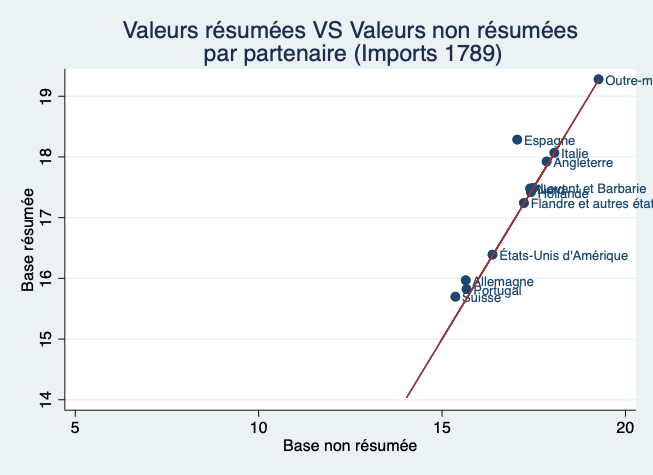 Valeurs résumées VS Valeurs non résumées
par partenaire (Imports 1789)
Base résumée
19
18
17
16
15
14
Outre-m
Espagne
Italie
Angleterre
Levant et Barbarie
Hollande
Flandre et autres état
États-Unis d'Amérique
Allemagne
Portugal
Suisse
5
10
15
20
Base non résumée